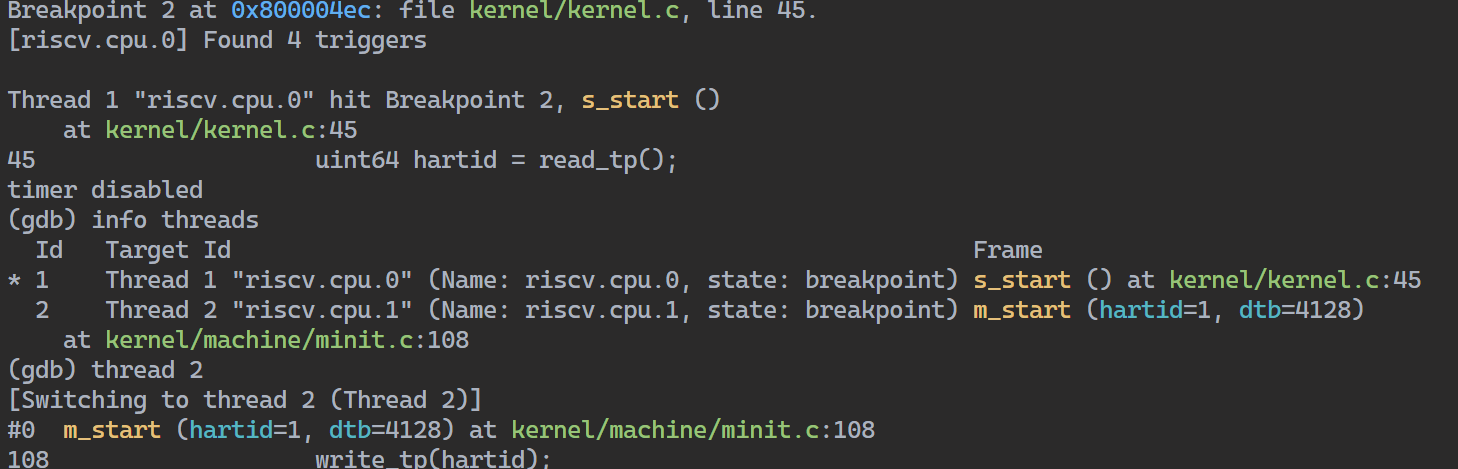 Breakpoint 2 at 0x800004ec: file kernel/kernel.c, line 45.
[riscv.cpu.0] Found 4 triggers
Thread 1 "riscv.cpu.0" hit Breakpoint 2, s_start ()
    at kernel/kernel.c:45
45                    uint64 hartid = read_tp();
timer disabled
(gdb) info threads
  Id   Target Id                                                     Frame
* 1    Thread 1 "riscv.cpu.0" (Name: riscv.cpu.0, state: breakpoint) s_start () at kernel/kernel.c:45
  2    Thread 2 "riscv.cpu.1" (Name: riscv.cpu.1, state: breakpoint) m_start (hartid=1, dtb=4128)
    at kernel/machine/minit.c:108
(gdb) thread 2
[Switching to thread 2 (Thread 2)]
#0  m_start (hartid=1, dtb=4128) at kernel/machine/minit.c:108
108                   write_tp(hartid);